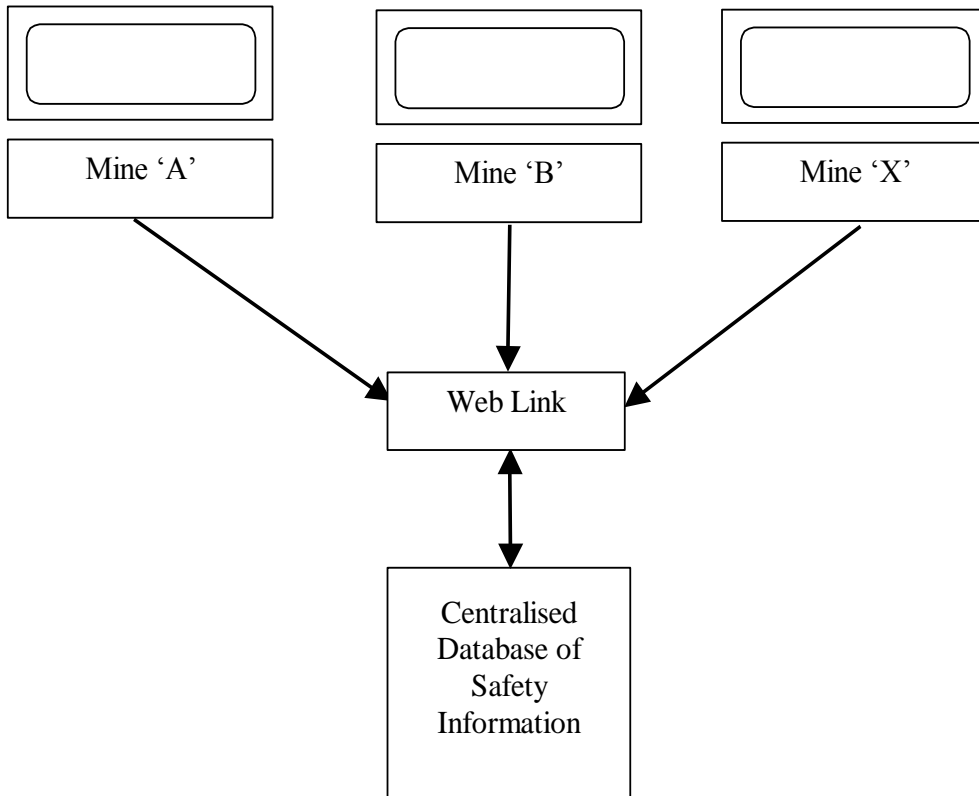 Mine ‘A’
Mine ‘B’
Mine ‘X’
Web Link
Centralised
Database of
Safety
Information